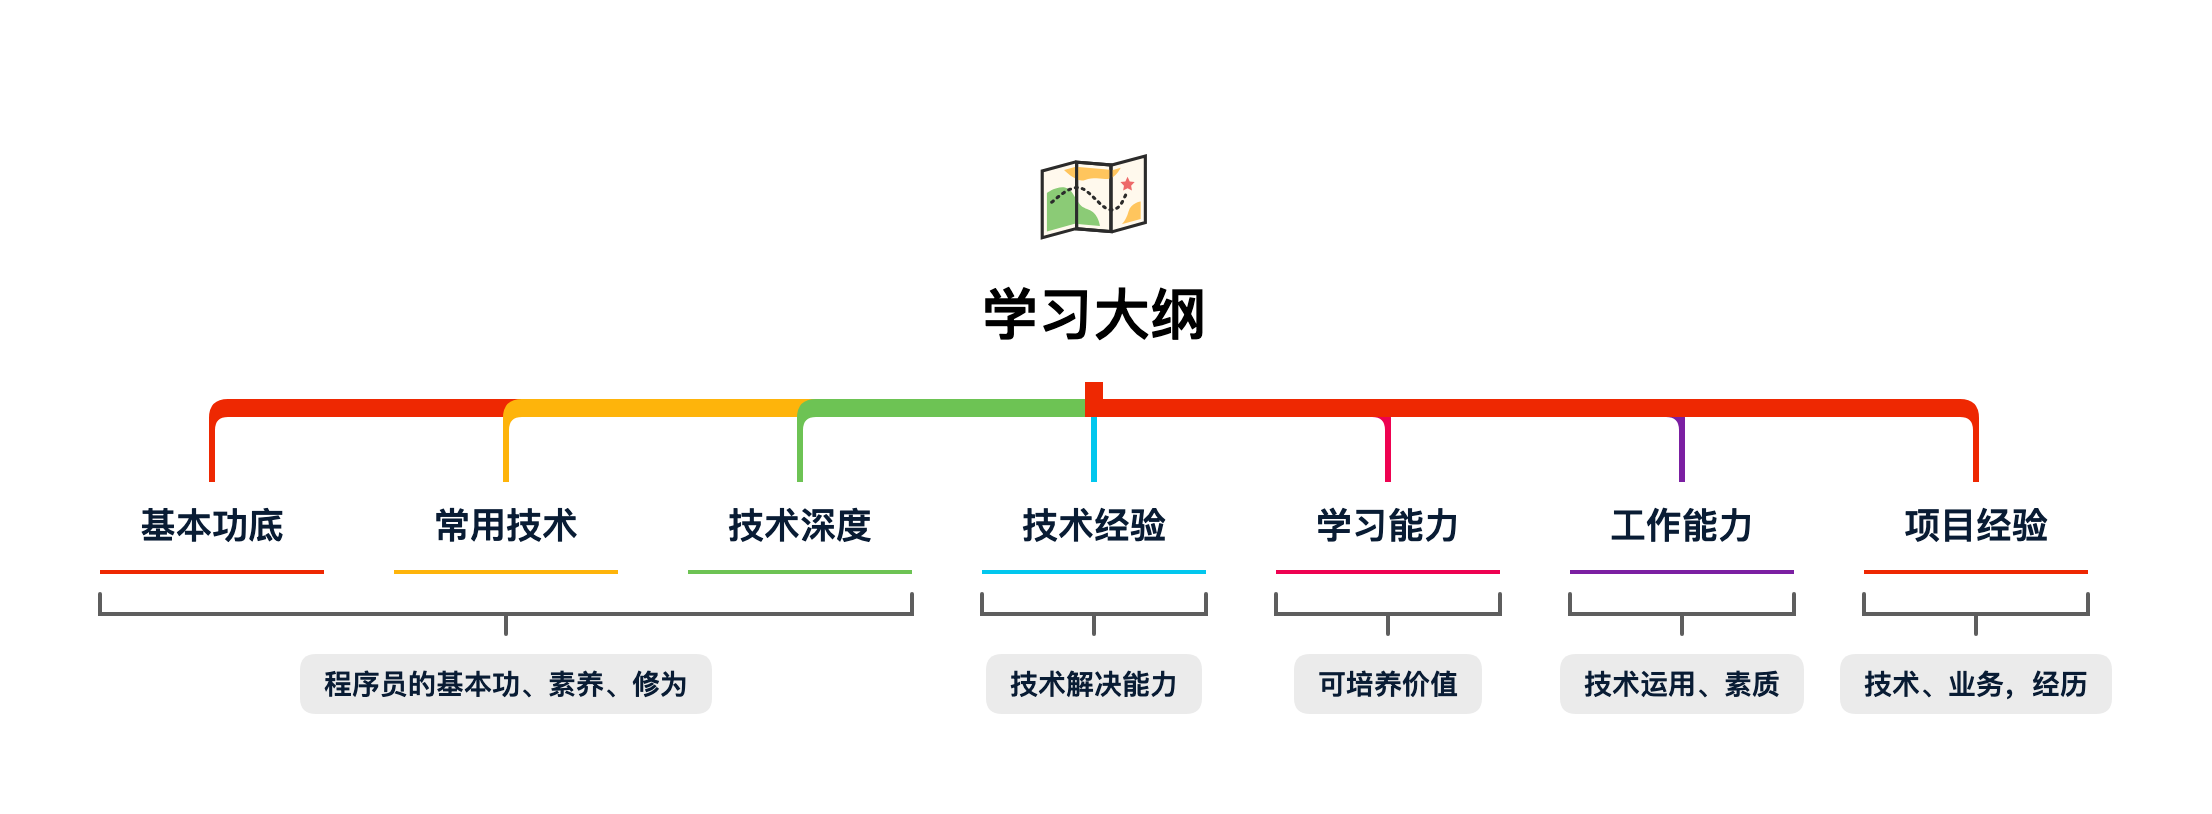 学习大纲
基本功底
常用技术
技术深度
技术经验
学习能力
工作能力
项目经验
程序员的基本功、素养、修为
技术解决能力
可培养价值
技术运用、素质
技术、业务，经历